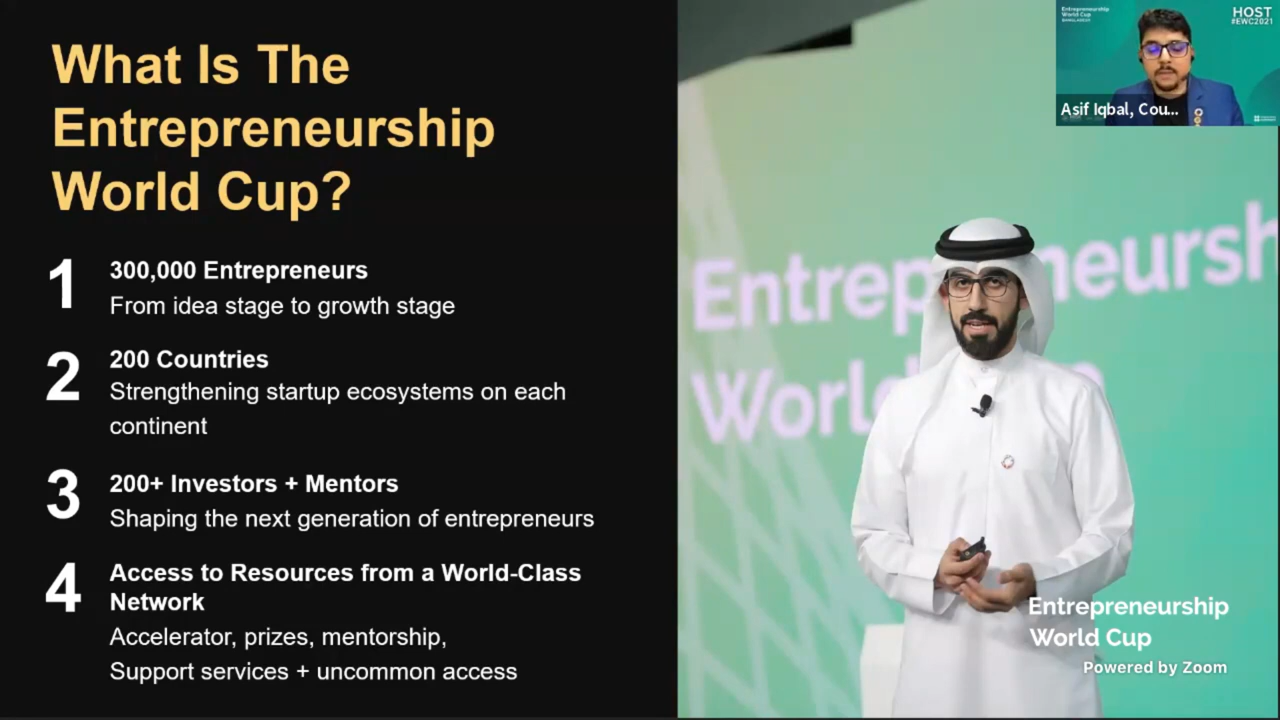 What Is The
Entrepreneurship
World Cup?
1
300,000 Entrepreneurs
From idea stage to growth stage
2
200 Countries
Strengthening startup ecosystems on each
continent
3
200+ Investors + Mentors
Shaping the next generation of entrepreneurs
4
Access to Resources from a World-Class
Network
Accelerator, prizes, mentorship,
Support services + uncommon access
Entrepreneurship
World Cup
HOST
#EWC2021
Asif Iqbal, Cou...
Entrepreneursh
World
Entrepreneurship
World Cup
Powered by Zoom